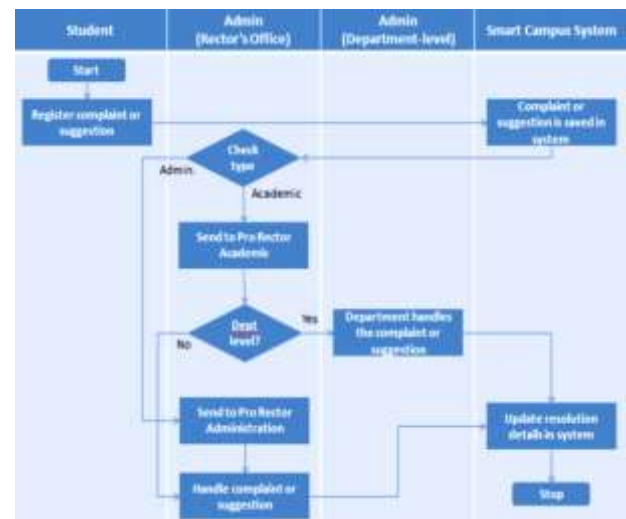 Student
Admin
(Rector's Office)
Admin
(Department-level)
Smart Campus System
Start
Register complaint or
suggestion
Complaint or
suggestion is saved in
system
Check
type
Admin.
Academic
Send to Pro Rector
Academic
Dept
level?
Yes
No
Department handles
the complaint or
suggestion
Send to Pro Rector
Administration
Update resolution
details in system
Handle complaint or
suggestion
Stop